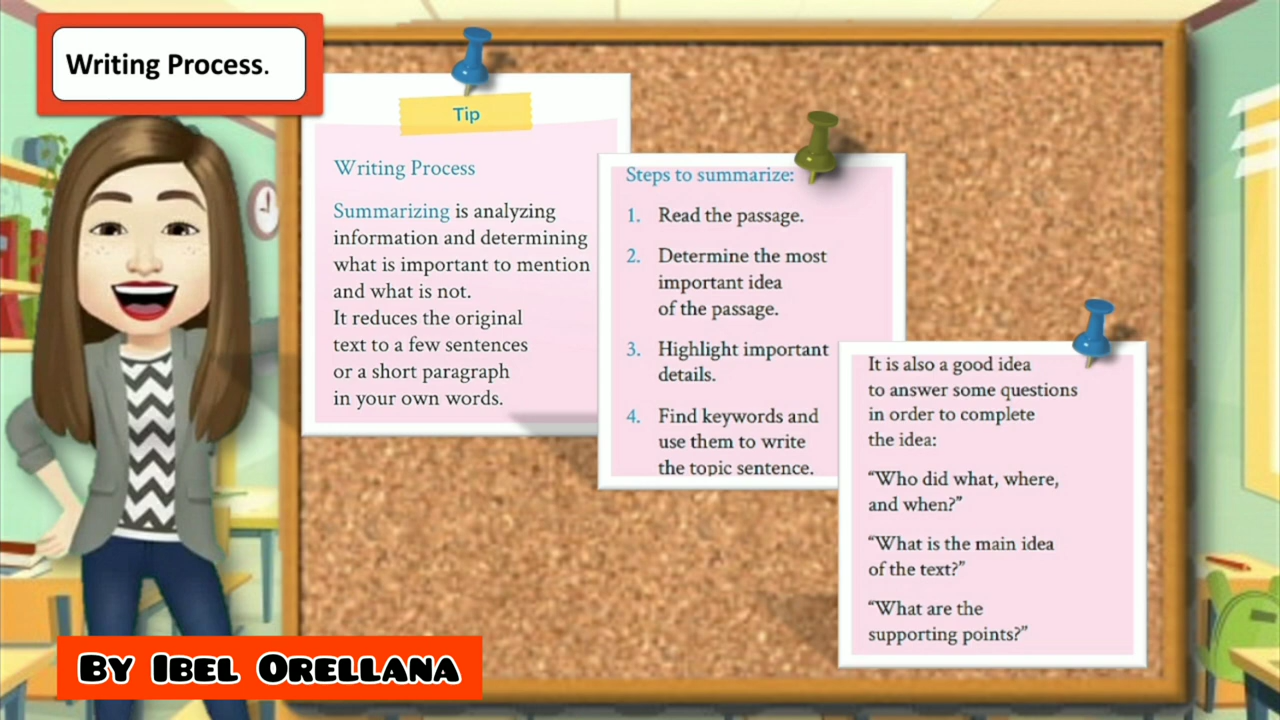 Writing Process.
Tip
Writing Process
Summarizing is analyzing
information and determining
what is important to mention
and what is not.
It reduces the original
text to a few sentences
or a short paragraph
in your own words.
Steps to summarize:
1. Read the passage.
2. Determine the most
important idea
of the passage.
3. Highlight important
details.
4. Find keywords and
use them to write
the topic sentence.
It is also a good idea
to answer some questions
in order to complete
the idea:
“Who did what, where,
and when?”
“What is the main idea
of the text?”
“What are the
supporting points?”
By Ibel Orellana